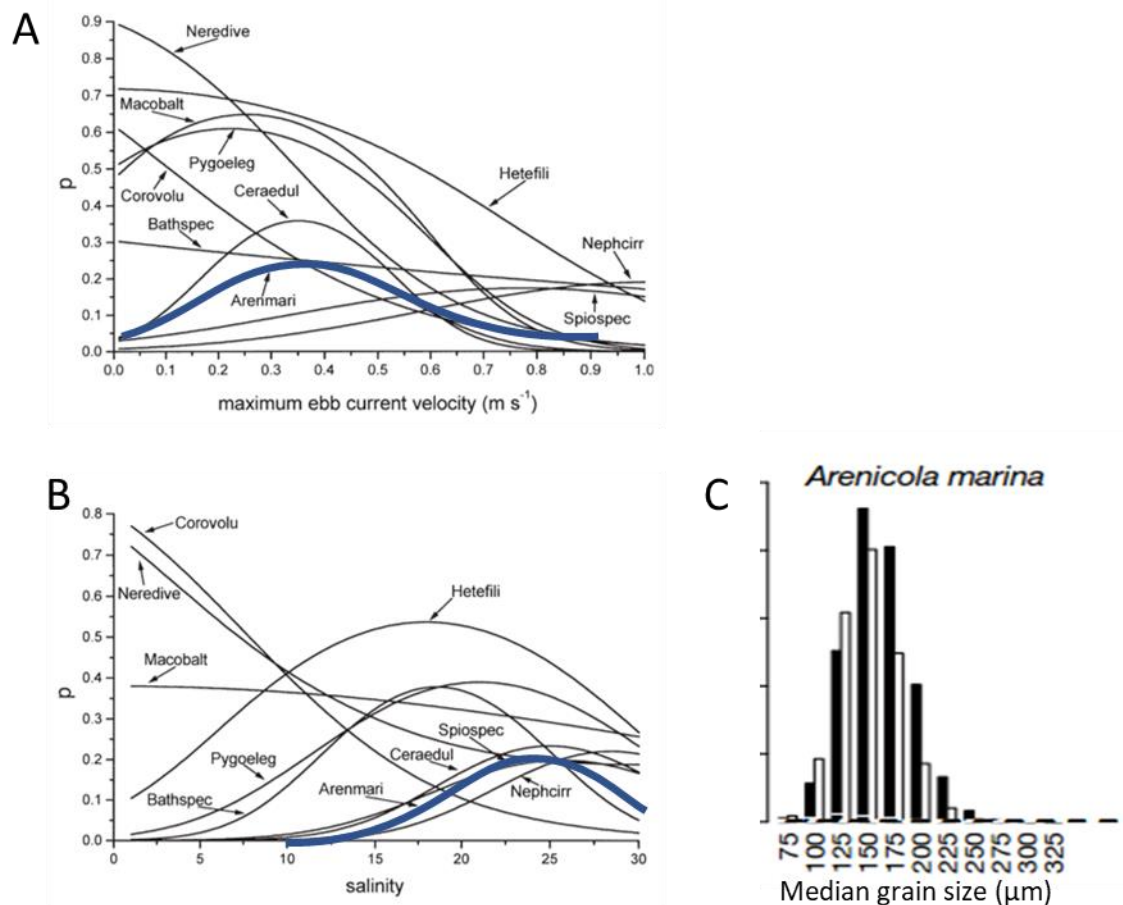 A
0.9
0.8
0.7
0.6
0.5
0.4
0.3
0.2
0.1
0.0
p
Neredive
Macobalt
Pygoeleg
Corovolu
Ceraedul
Hetefili
Bathspec
Nephcirr
Arenmari
Spiospec
0.0 0.1 0.2 0.3 0.4 0.5 0.6 0.7 0.8 0.9 1.0
maximum ebb current velocity (m s⁻¹)
B
0.8
0.7
0.6
0.5
0.4
0.3
0.2
0.1
0.0
p
Corovolu
Neredive
Hetefili
Macobalt
Spiospec
Pygoeleg
Ceraedul
Arenmari
Nephcirr
Bathspec
0 5 10 15 20 25 30
salinity
C
Arenicola marina
75 100 125 150 175 200 225 250 275 300 325
Median grain size (μm)